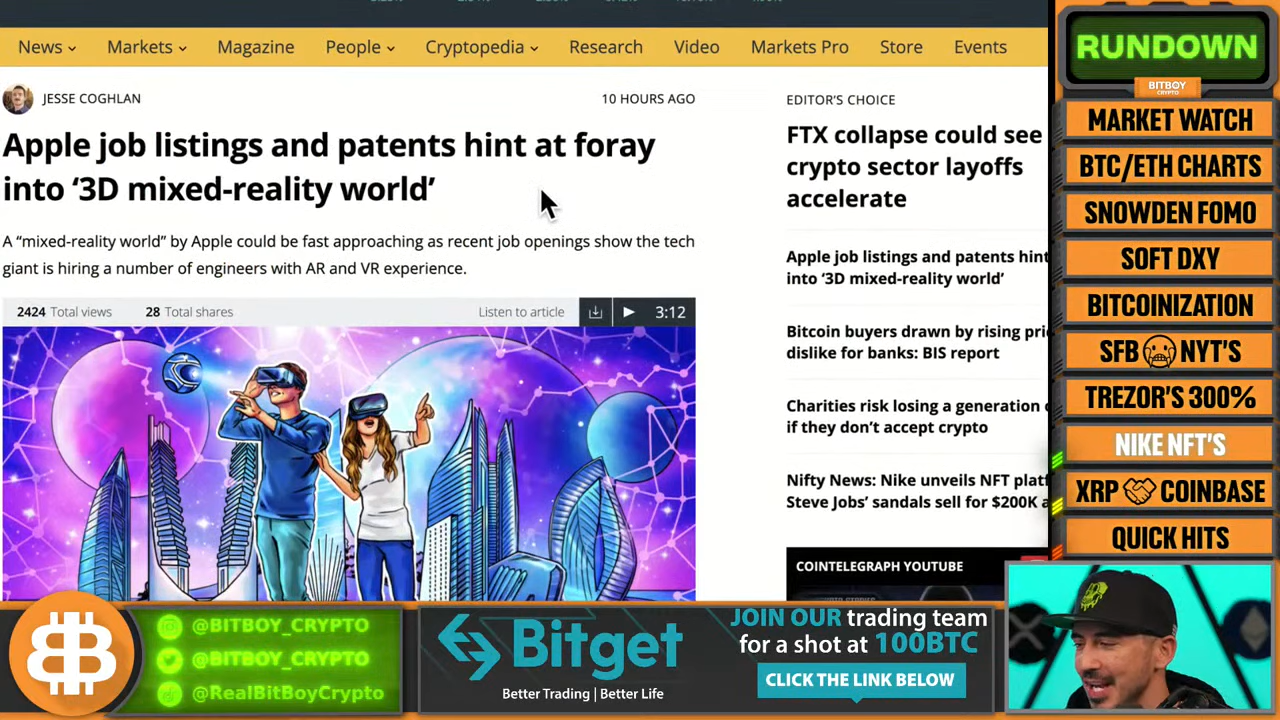 News
Markets
Magazine
People
Cryptopedia
Research
Video
Markets Pro
Store
Events
JESSE COGHLAN
10 HOURS AGO
Apple job listings and patents hint at foray
into ‘3D mixed-reality world’
A “mixed-reality world” by Apple could be fast approaching as recent job openings show the tech
giant is hiring a number of engineers with AR and VR experience.
2424 Total views
28 Total shares
Listen to article
3:12
EDITOR’S CHOICE
FTX collapse could see
crypto sector layoffs
accelerate
Apple job listings and patents hint
into ‘3D mixed-reality world’
Bitcoin buyers drawn by rising pri
dislike for banks: BIS report
Charities risk losing a generation
if they don’t accept crypto
Nifty News: Nike unveils NFT platf
Steve Jobs’ sandals sell for $200K
COINTELEGRAPH YOUTUBE
RUNDOWN
BITBOY
CRYPTO
MARKET WATCH
BTC/ETH CHARTS
SNOWDEN FOMO
SOFT DXY
BITCOINIZATION
SFB NYT'S
TREZOR'S 300%
NIKE NFT'S
XRP COINBASE
QUICK HITS
@BITBOY_CRYPTO
@BITBOY_CRYPTO
@RealBitBoyCrypto
Bitget
Better Trading | Better Life
JOIN OUR trading team
for a shot at 100BTC
CLICK THE LINK BELOW